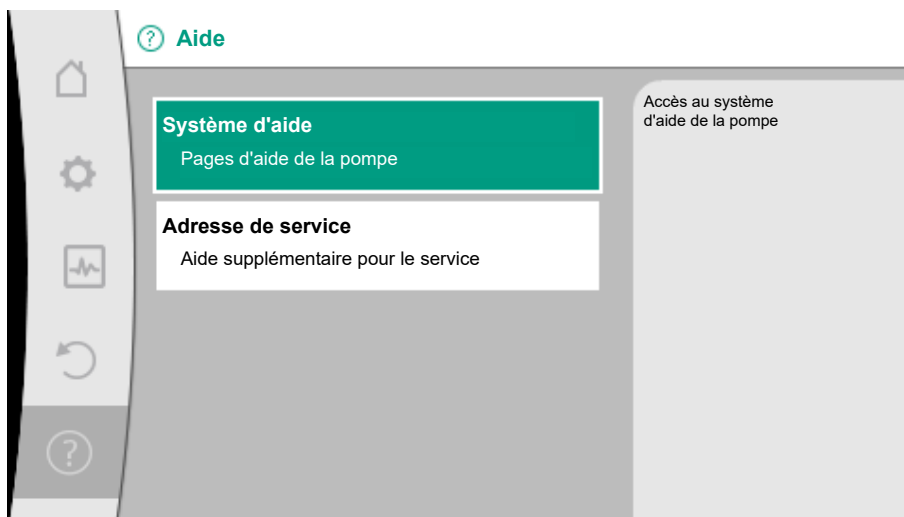 Aide
Système d'aide
Pages d'aide de la pompe
Adresse de service
Aide supplémentaire pour le service
Accès au système
d'aide de la pompe